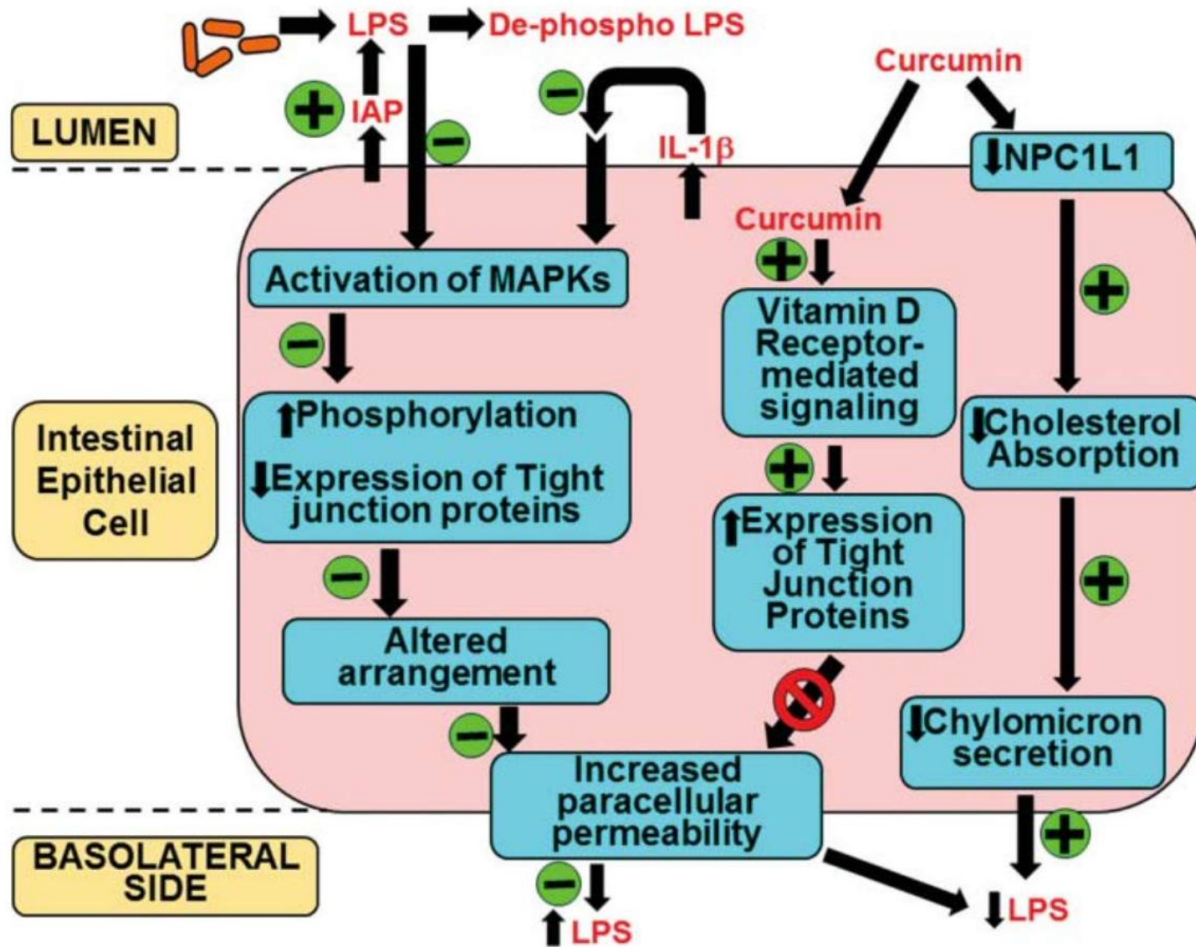 LPS
De-phospho LPS
Curcumin
+
IAP
−
−
LUMEN
IL-1β
↓NPC1L1
Curcumin
+
Activation of MAPKs
+
Vitamin D
Receptor-
mediated
signaling
−
↑Phosphorylation
↓Expression of Tight
junction proteins
Intestinal
Epithelial
Cell
↓Cholesterol
Absorption
+
↑Expression
of Tight
Junction
Proteins
−
+
Altered
arrangement
−
↓Chylomicron
secretion
Increased
paracellular
permeability
BASOLATERAL
SIDE
+
−
↑LPS
↓LPS